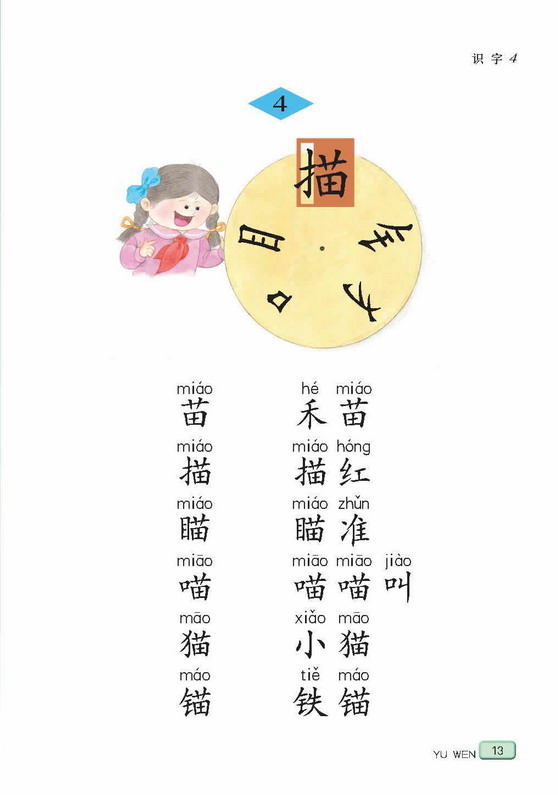 识字4
4
描
目 钅
口 犭
miáo hé miáo
苗 禾苗
miáo miáo hóng
描 描红
miáo miáo zhǔn
瞄 瞄准
miāo miāo miāo jiào
喵 喵喵叫
māo xiǎo māo
猫 小猫
máo tiě máo
锚 铁锚
YU WEN 13